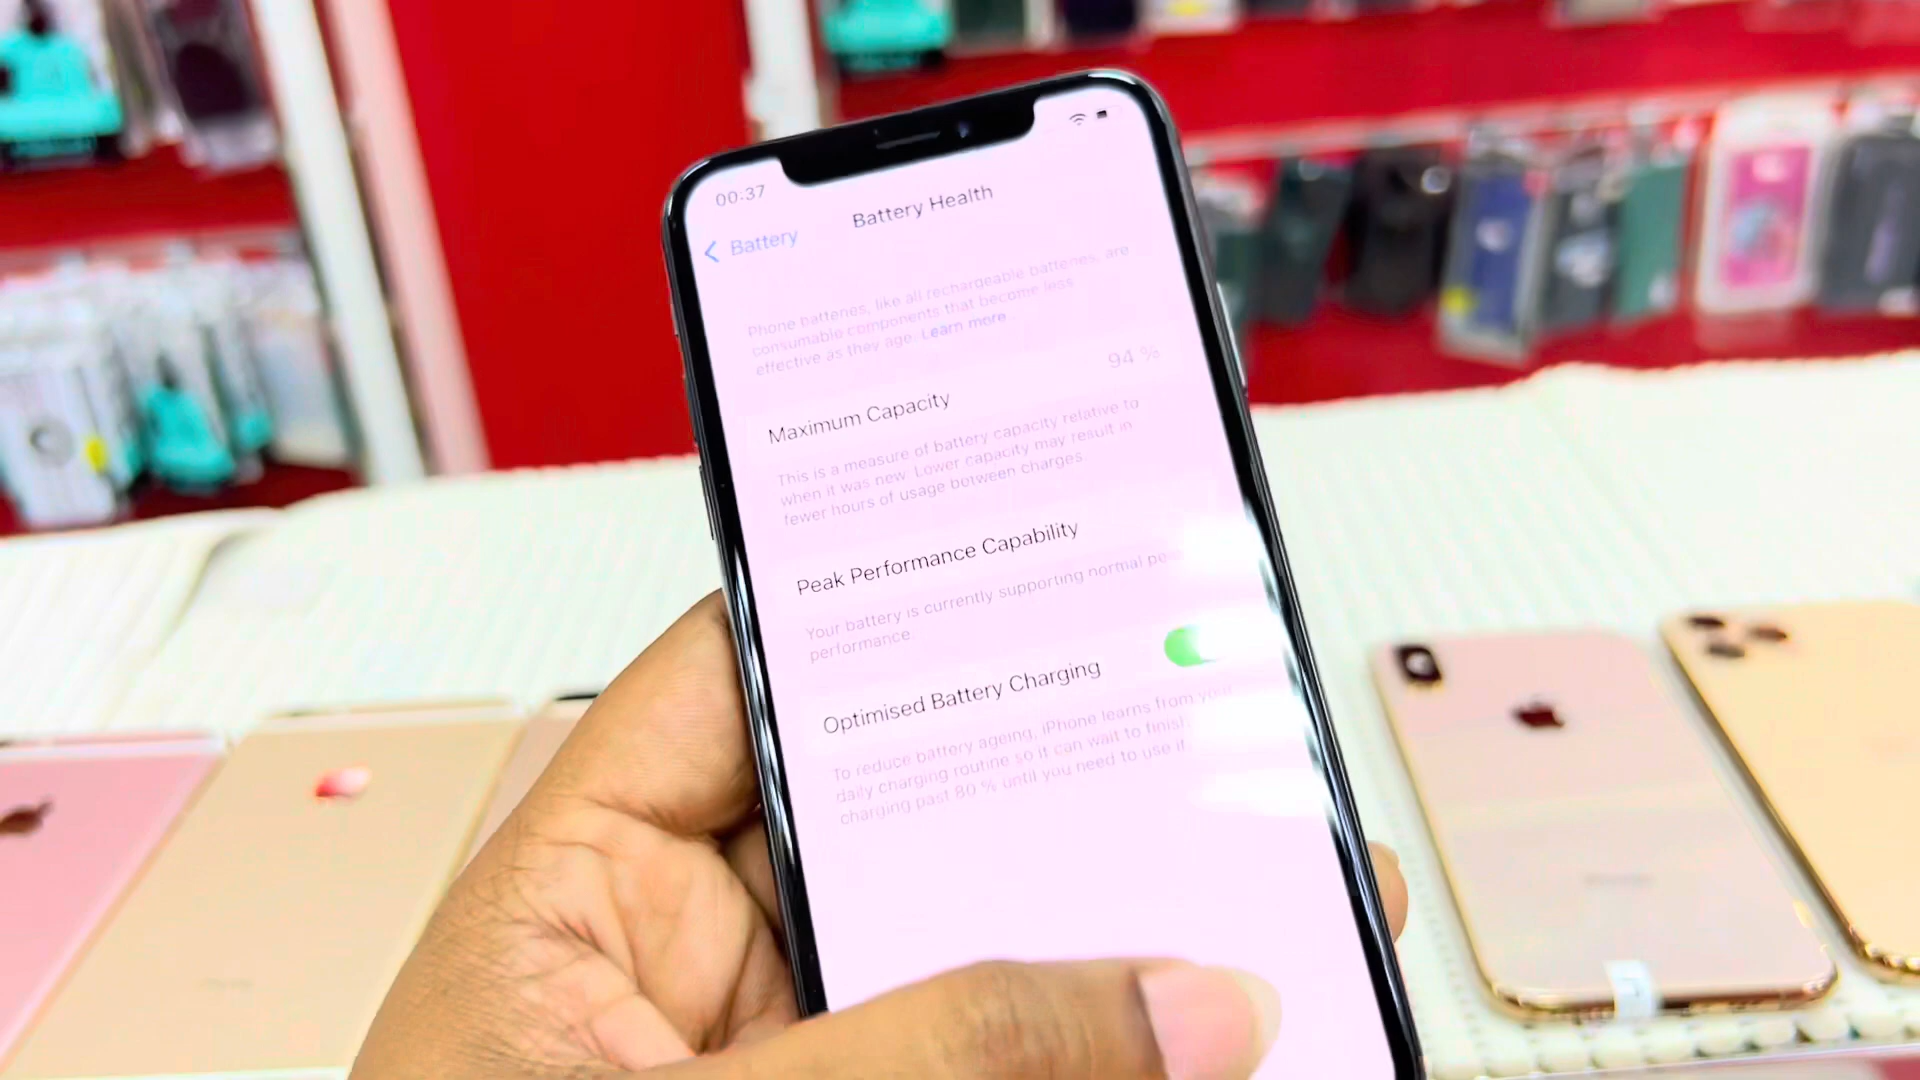 00:37
Battery
Battery Health
Phone batteries, like all rechargeable batteries, are
consumable components that become less
effective as they age. Learn more
Maximum Capacity
94 %
This is a measure of battery capacity relative to
when it was new. Lower capacity may result in
fewer hours of usage between charges
Peak Performance Capability
Your battery is currently supporting normal pe
performance.
Optimised Battery Charging
To reduce battery ageing, iPhone learns from your
daily charging routine so it can wait to finish
charging past 80 % until you need to use it.